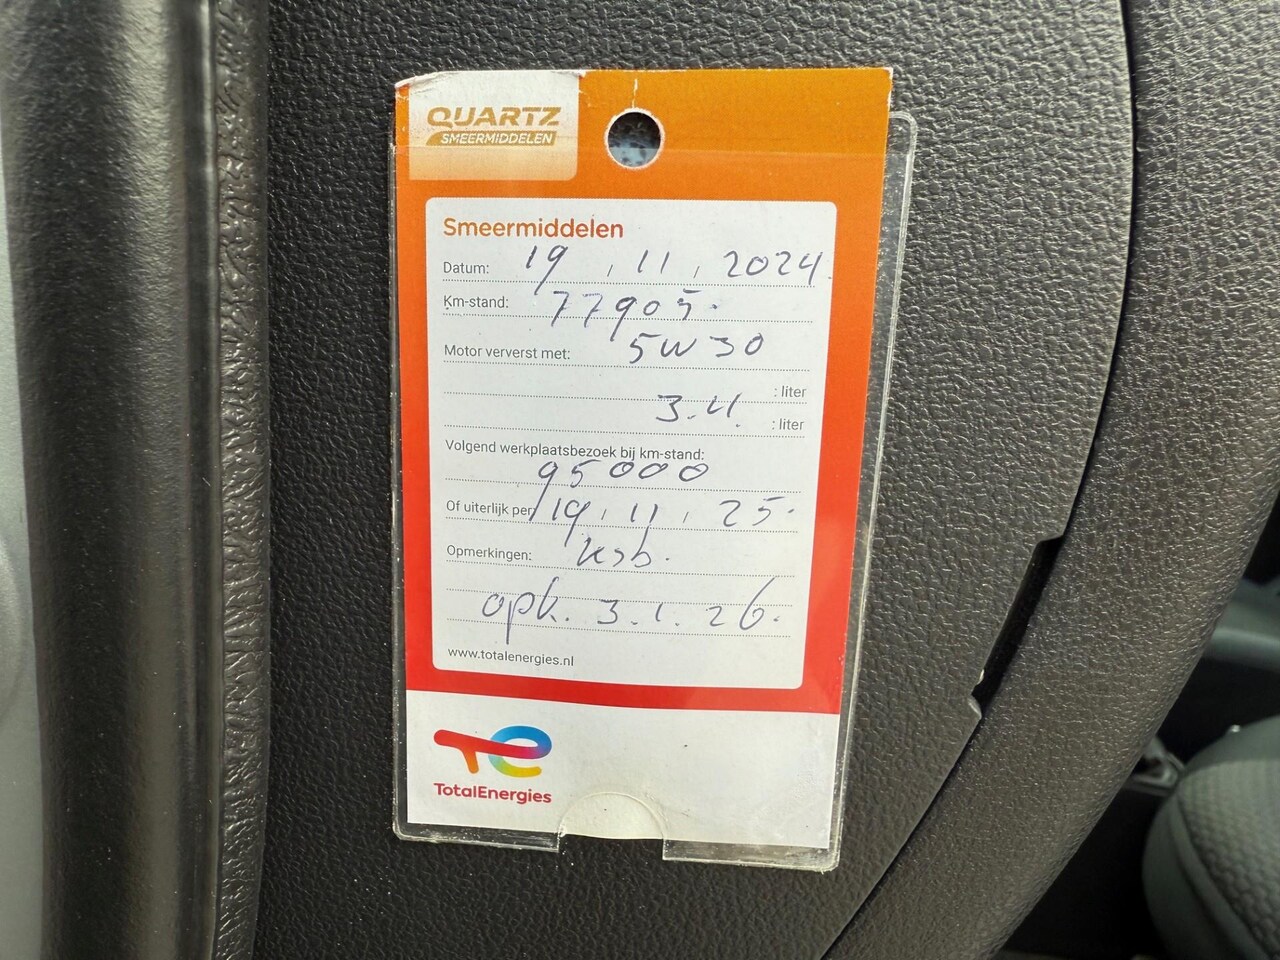 QUARTZ
SMEERMIDDELEN
Smeermiddelen
Datum: 19 , 11 , 2024.
Km-stand: 77905.
Motor ververst met: 5W30
: liter
3.4 : liter
Volgend werkplaatsbezoek bij km-stand:
95000
Of uiterlijk per 19 , 11 , 25.
Opmerkingen:
opk. 3.1.26.
www.totalenergies.nl
TotalEnergies